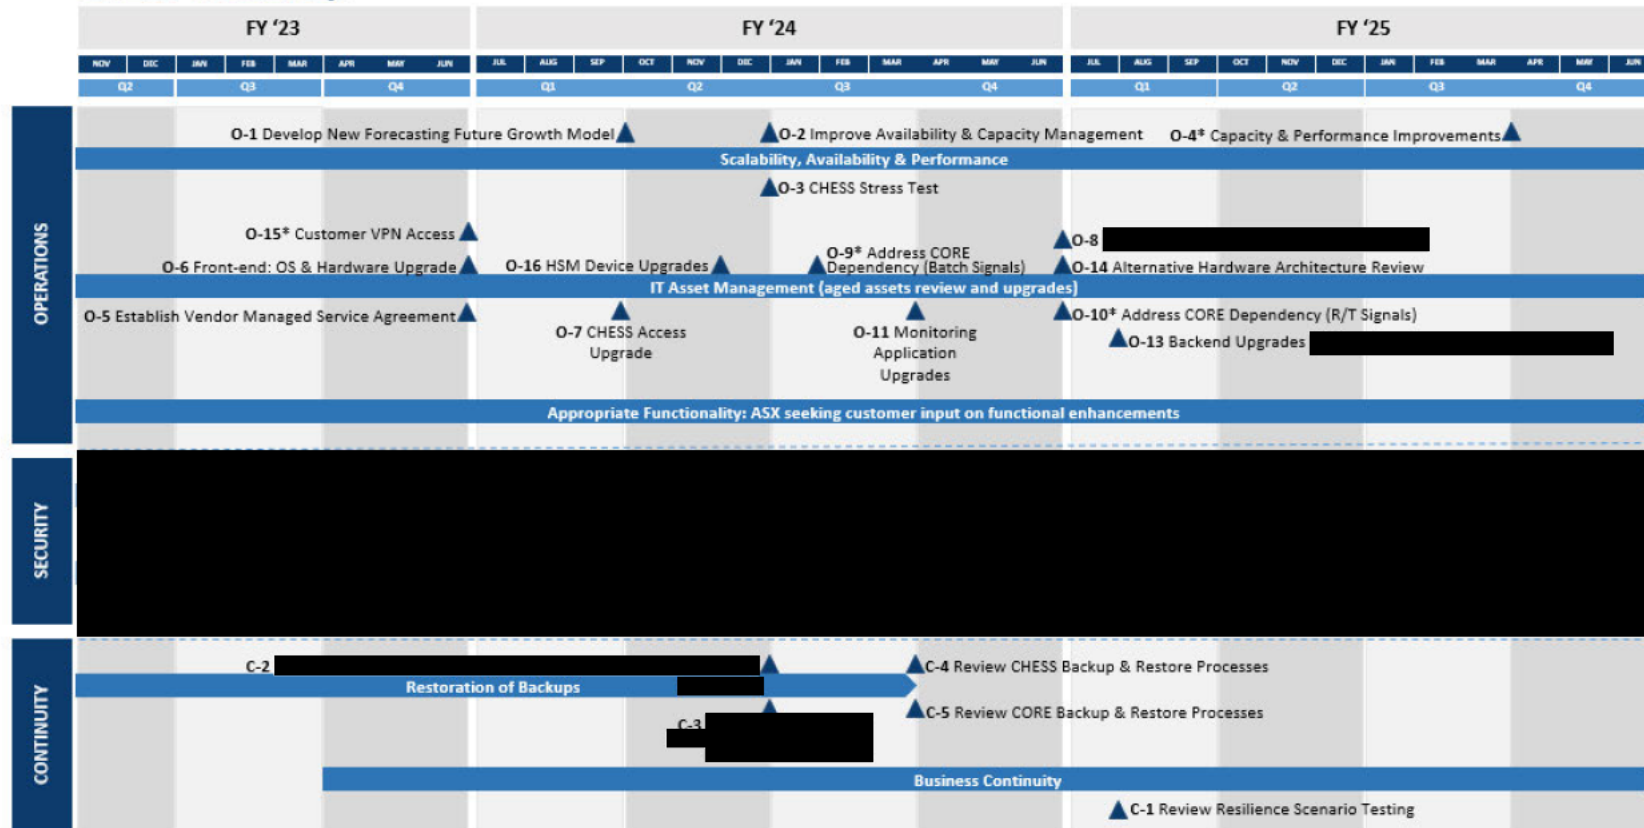 FY ‘23
FY ‘24
FY ‘25
NOV DEC JAN FEB MAR APR MAY JUN JUL AUG SEP OCT NOV DEC JAN FEB MAR APR MAY JUN JUL AUG SEP OCT NOV DEC JAN FEB MAR APR MAY JUN
Q2 Q3 Q4 Q1 Q2 Q3 Q4 Q1 Q2 Q3 Q4
OPERATIONS
O-1 Develop New Forecasting Future Growth Model
O-2 Improve Availability & Capacity Management
O-4* Capacity & Performance Improvements
Scalability, Availability & Performance
O-3 CHESS Stress Test
O-15* Customer VPN Access
O-8
O-6 Front-end: OS & Hardware Upgrade
O-16 HSM Device Upgrades
O-9* Address CORE
Dependency (Batch Signals)
O-14 Alternative Hardware Architecture Review
IT Asset Management (aged assets review and upgrades)
O-5 Establish Vendor Managed Service Agreement
O-7 CHESS Access
Upgrade
O-11 Monitoring
Application
Upgrades
O-10* Address CORE Dependency (R/T Signals)
O-13 Backend Upgrades
Appropriate Functionality: ASX seeking customer input on functional enhancements
SECURITY
CONTINUITY
C-2
C-4 Review CHESS Backup & Restore Processes
Restoration of Backups
C-3
C-5 Review CORE Backup & Restore Processes
Business Continuity
C-1 Review Resilience Scenario Testing